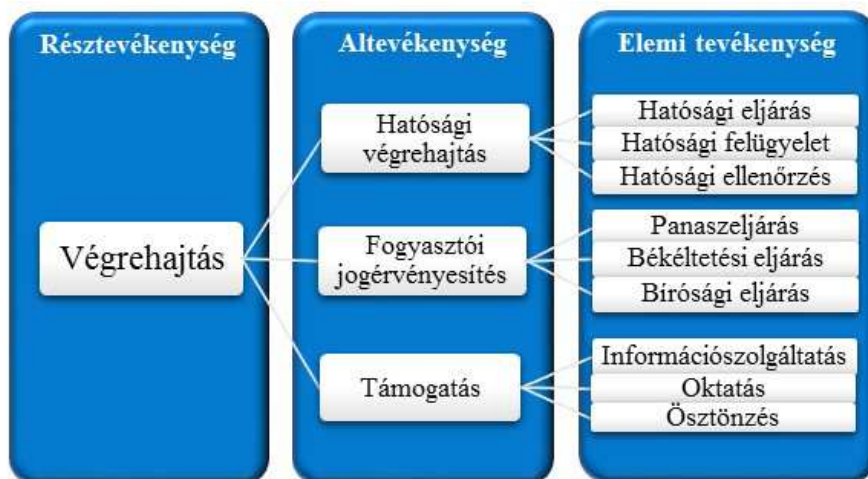 Résztevékenység
Altevékenység
Elemi tevékenység
Végrehajtás
Hatósági
végrehajtás
Fogyasztói
jogérvényesítés
Támogatás
Hatósági eljárás
Hatósági felügyelet
Hatósági ellenőrzés
Panaszeljárás
Békéltetési eljárás
Bírósági eljárás
Információszolgáltatás
Oktatás
Ösztönzés